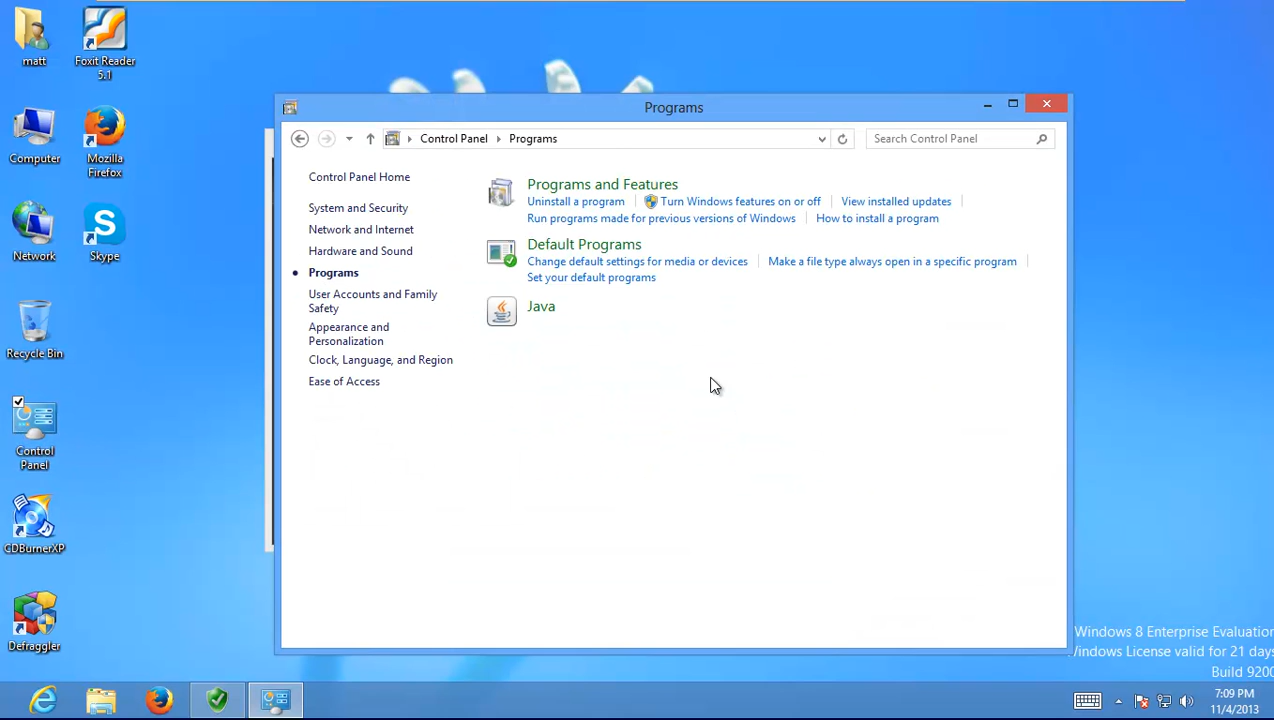 matt
Foxit Reader
5.1
Computer
Mozilla
Firefox
Network
Skype
Recycle Bin
Control
Panel
CDBurnerXP
Defraggler
Programs
Control Panel
Programs
Search Control Panel
Control Panel Home
System and Security
Network and Internet
Hardware and Sound
Programs
User Accounts and Family
Safety
Appearance and
Personalization
Clock, Language, and Region
Ease of Access
Programs and Features
Uninstall a program
Turn Windows features on or off
View installed updates
Run programs made for previous versions of Windows
How to install a program
Default Programs
Change default settings for media or devices
Make a file type always open in a specific program
Set your default programs
Java
Windows 8 Enterprise Evaluation
Windows License valid for 21 days
Build 9200
7:09 PM
11/4/2013